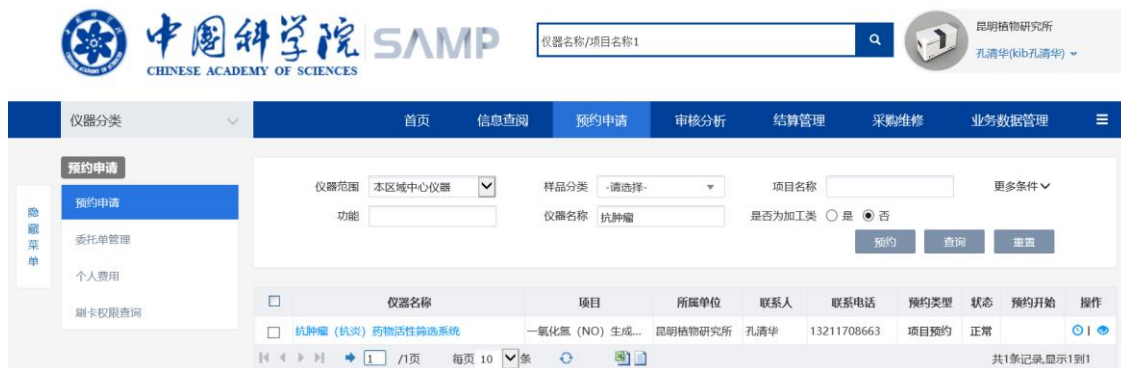 中国科学院 SAMP
CHINESE ACADEMY OF SCIENCES
仪器名称/项目名称1
昆明植物研究所
孔清华(kib孔清华)
仪器分类 首页 信息查阅 预约申请 审核分析 结算管理 采购维修 业务数据管理
隐藏菜单
预约申请
预约申请
委托单管理
个人费用
刷卡权限查询
仪器范围 本区域中心仪器 样品分类 -请选择- 项目名称 更多条件
功能 仪器名称 抗肿瘤 是否为加工类 是 否
预约 查询 重置
仪器名称 项目 所属单位 联系人 联系电话 预约类型 状态 预约开始 操作
抗肿瘤（抗炎）药物活性筛选系统 一氧化氮（NO）生成... 昆明植物研究所 孔清华 13211708663 项目预约 正常
1 /1页 每页 10 条 共1条记录,显示1到1